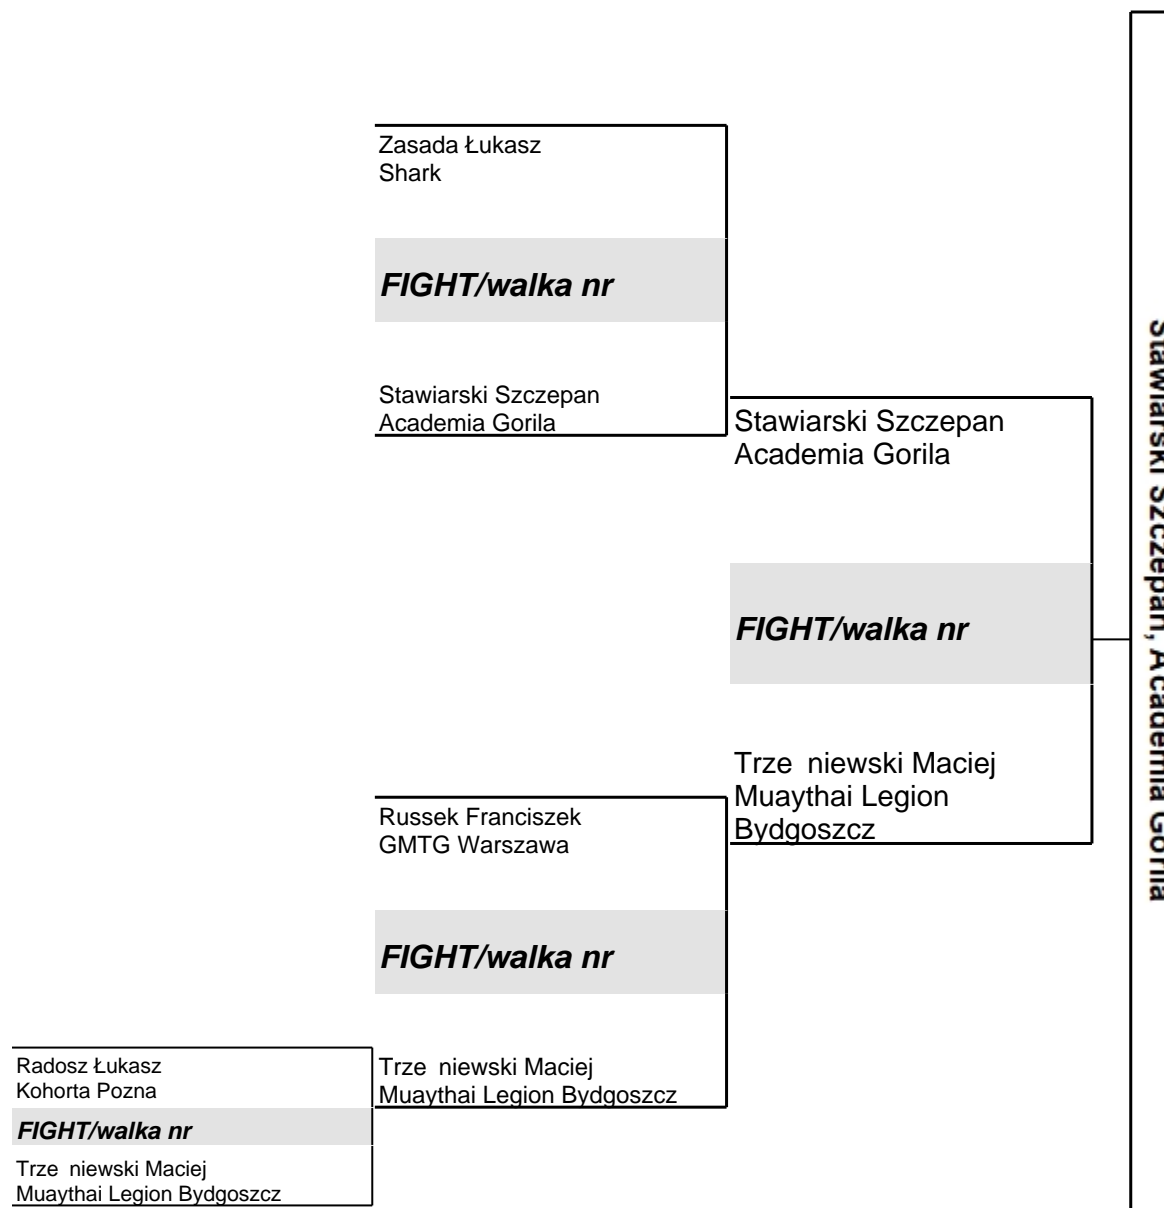 Zasada Łukasz
Shark
FIGHT/walka nr
Stawiarski Szczepan
Academia Gorila
Stawiarski Szczepan
Academia Gorila
FIGHT/walka nr
Trze niewski Maciej
Muaythai Legion
Bydgoszcz
Russek Franciszek
GMTG Warszawa
FIGHT/walka nr
Trze niewski Maciej
Muaythai Legion Bydgoszcz
Radosz Łukasz
Kohorta Pozna
FIGHT/walka nr
Trze niewski Maciej
Muaythai Legion Bydgoszcz
Stawiarski Szczepan, Academia Gorila